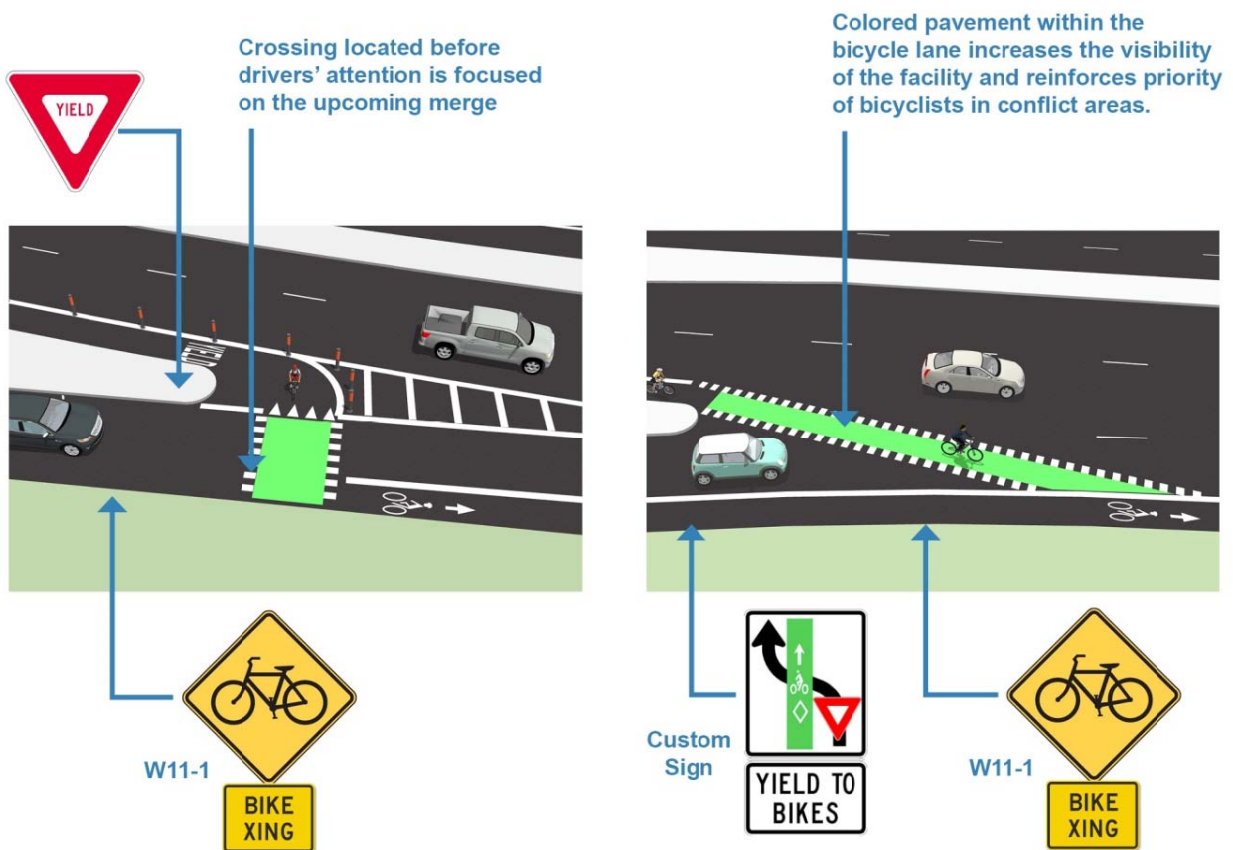 Crossing located before
drivers’ attention is focused
on the upcoming merge
YIELD
Colored pavement within the
bicycle lane increases the visibility
of the facility and reinforces priority
of bicyclists in conflict areas.
YIELD
W11-1
BIKE
XING
Custom
Sign
YIELD TO
BIKES
W11-1
BIKE
XING